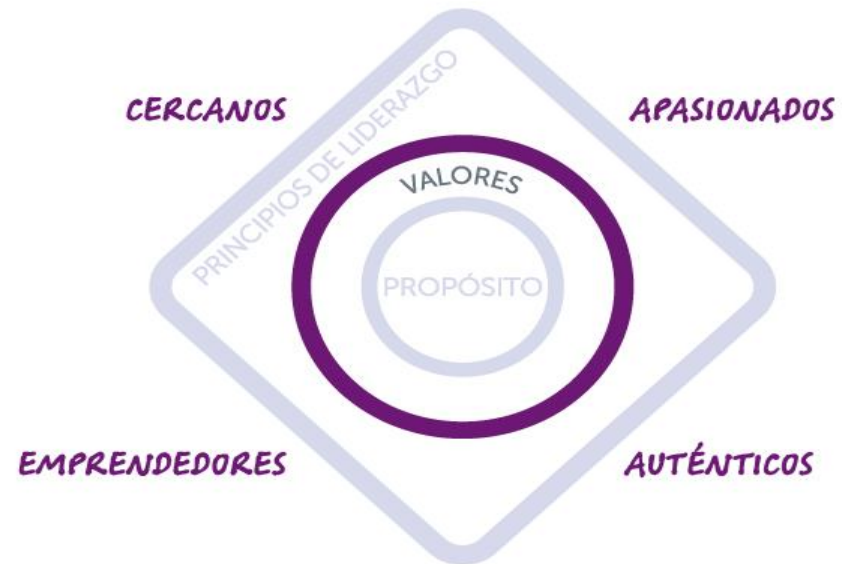 CERCANOS
APASIONADOS
PRINCIPIOS DE LIDERAZGO
VALORES
PROPÓSITO
EMPRENDEDORES
AUTÉNTICOS